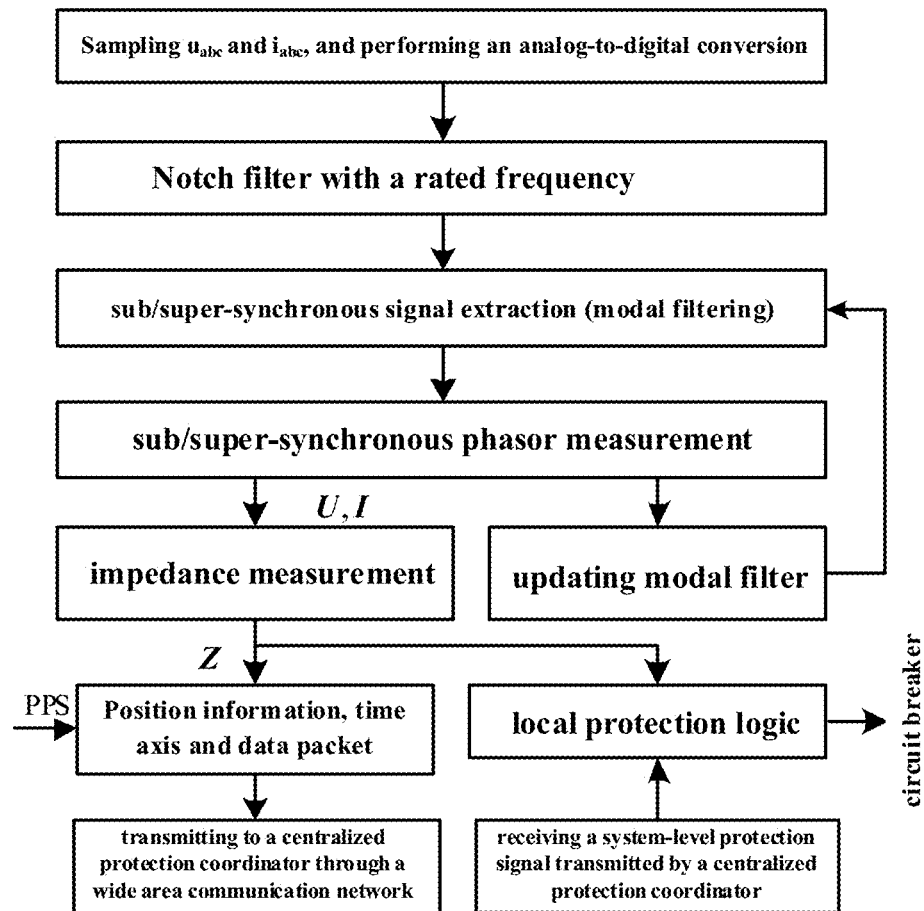 Sampling uabc and iabc, and performing an analog-to-digital conversion
Notch filter with a rated frequency
sub/super-synchronous signal extraction (modal filtering)
sub/super-synchronous phasor measurement
U, I
impedance measurement
updating modal filter
Z
PPS
Position information, time
axis and data packet
local protection logic
circuit breaker
transmitting to a centralized
protection coordinator through a
wide area communication network
receiving a system-level protection
signal transmitted by a centralized
protection coordinator